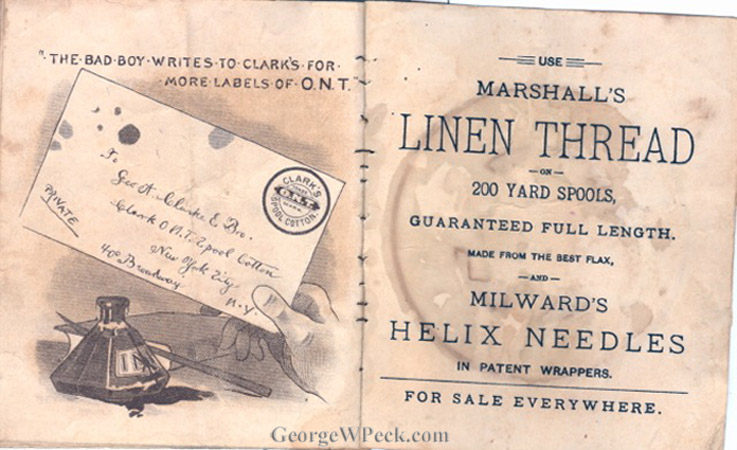 "THE·BAD·BOY·WRITES·TO·CLARK'S·FOR·
MORE·LABELS·OF·O.N.T."
To
Geo. A. Clarke & Bro.
Clark O.N.T. Spool Cotton
400 Broadway
New York City
N.Y.
PRIVATE
CLARK'S
O.N.T.
SPOOL COTTON.
IN
USE
MARSHALL'S
LINEN THREAD
—ON—
200 YARD SPOOLS,
GUARANTEED FULL LENGTH.
MADE FROM THE BEST FLAX,
—AND—
MILWARD'S
HELIX NEEDLES
IN PATENT WRAPPERS.
FOR SALE EVERYWHERE.
GeorgeWPeck.com